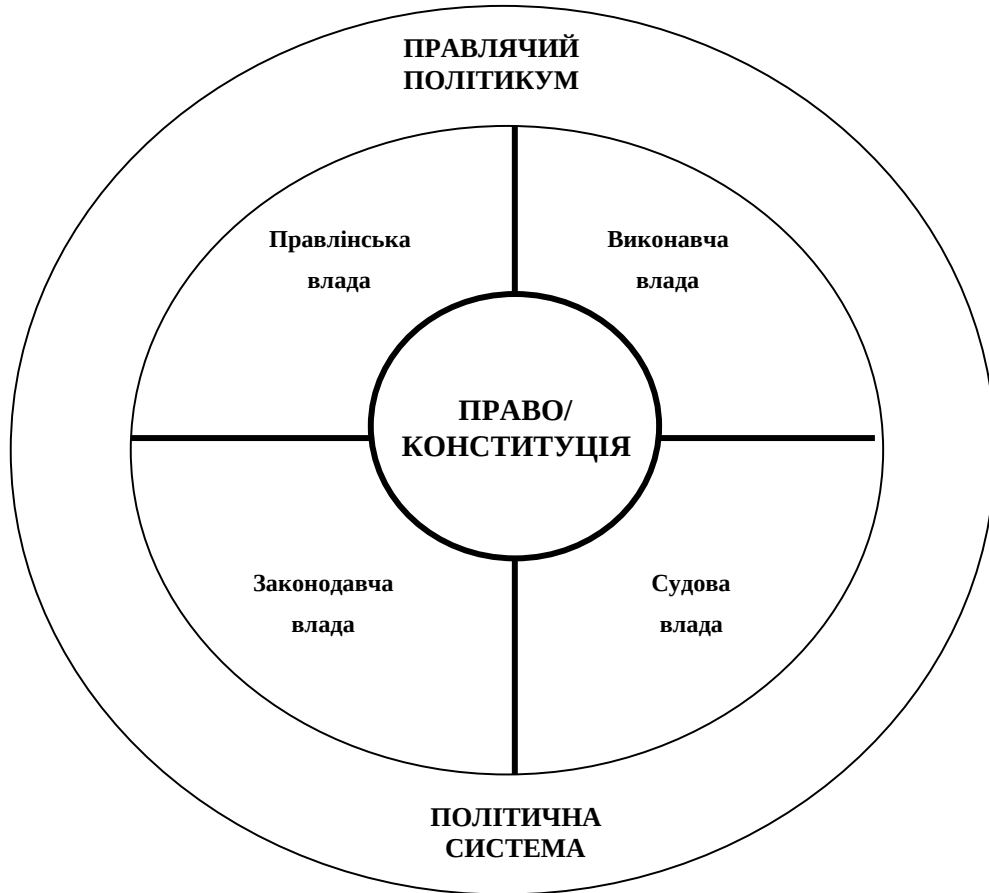 ПРАВЛЯЧИЙ
ПОЛІТИКУМ
Правлінська
влада
Виконавча
влада
ПРАВО/
КОНСТИТУЦІЯ
Законодавча
влада
Судова
влада
ПОЛІТИЧНА
СИСТЕМА